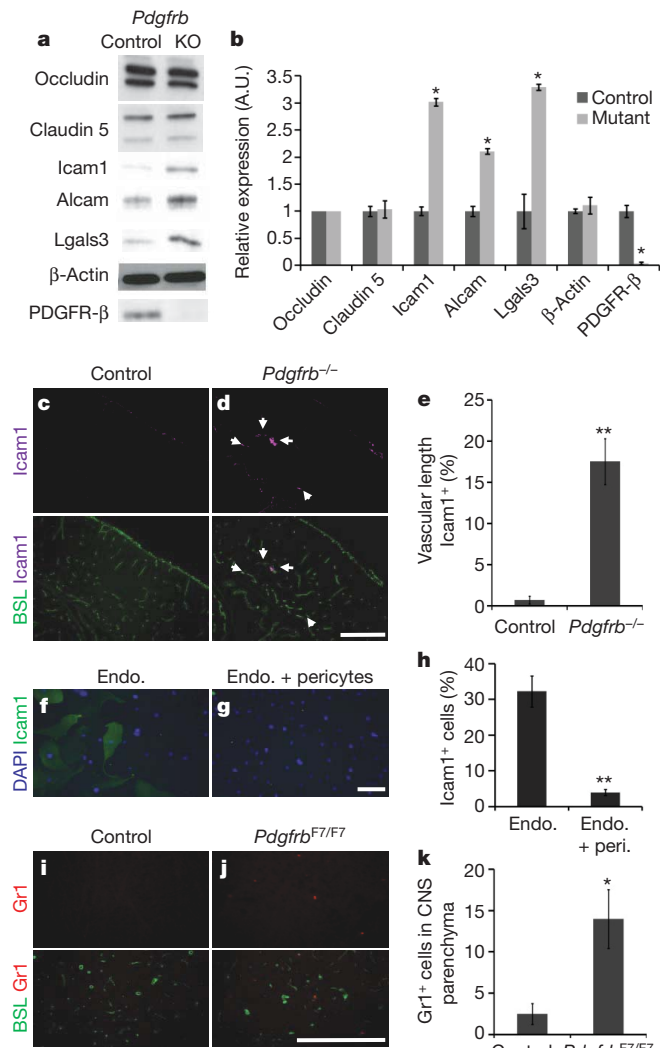 Pdgfrb
a Control KO
Occludin
Claudin 5
Icam1
Alcam
Lgals3
β-Actin
PDGFR-β
b
Relative expression (A.U.)
3.5
3
2.5
2
1.5
1
0.5
0
* * * *
Control
Mutant
Occludin
Claudin 5
Icam1
Alcam
Lgals3
β-Actin
PDGFR-β
Control Pdgfrb–/–
c d
Icam1
BSL Icam1
e
Vascular length
Icam1+ (%)
25
20
15
10
5
0
**
Control Pdgfrb–/–
Endo. Endo. + pericytes
f g
DAPI Icam1
h
Icam1+ cells (%)
40
30
20
10
0
**
Endo. Endo.
+ peri.
Control PdgfrbF7/F7
i j
Gr1
BSL Gr1
k
Gr1+ cells in CNS
parenchyma
20
15
10
5
0
*